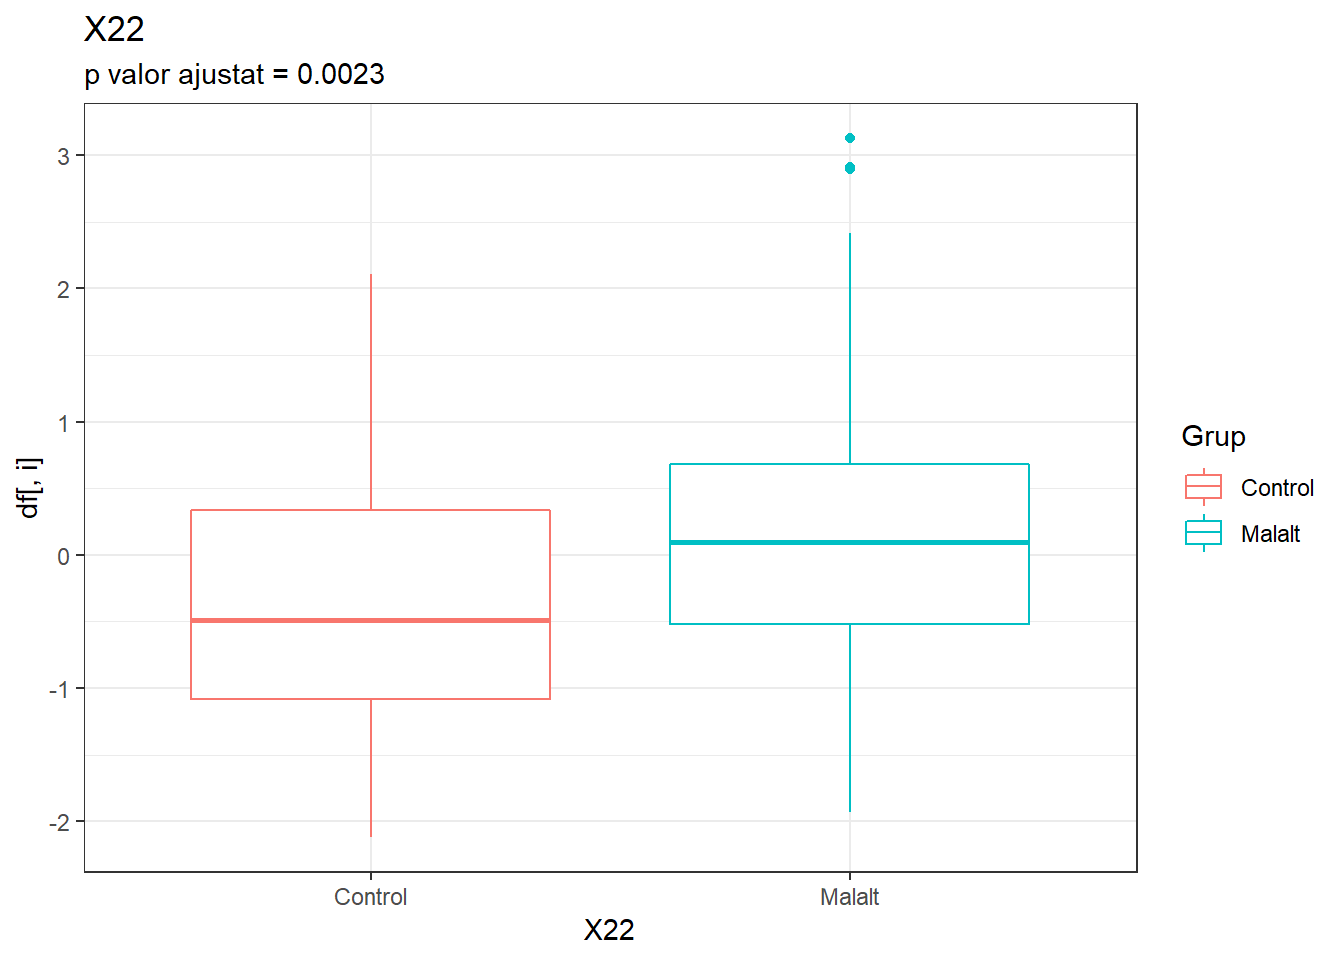 X22
p valor ajustat = 0.0023
3
2
1
0
-1
-2
df[, i]
Control
Malalt
X22
Grup
Control
Malalt